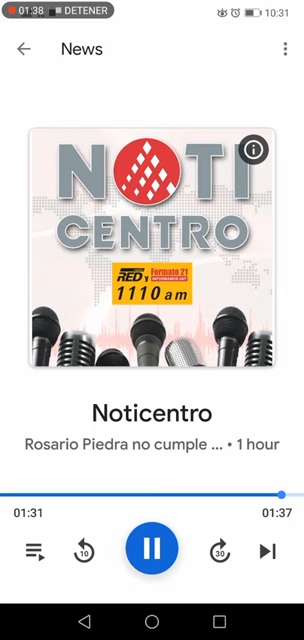 01:38 DETENER
10:31
News
NOTI
CENTRO
RED Y Formato 21
1110 am
Noticentro
Rosario Piedra no cumple ... • 1 hour
01:31
01:37
10
30